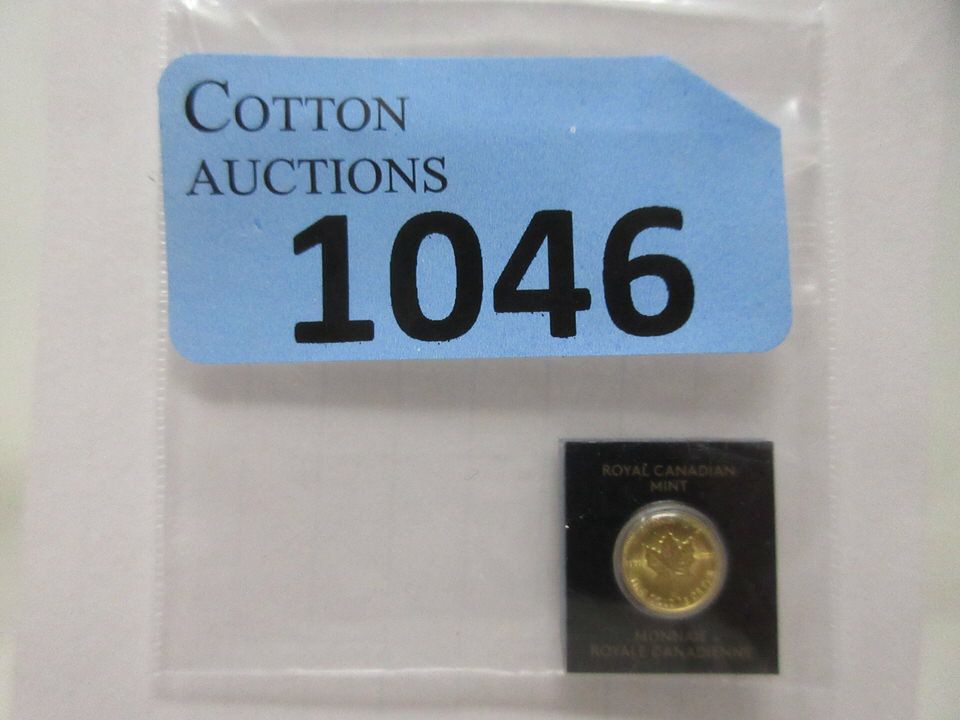 COTTON
AUCTIONS
1046
ROYAL CANADIAN
MINT
MONNAIE
ROYALE CANADIENNE